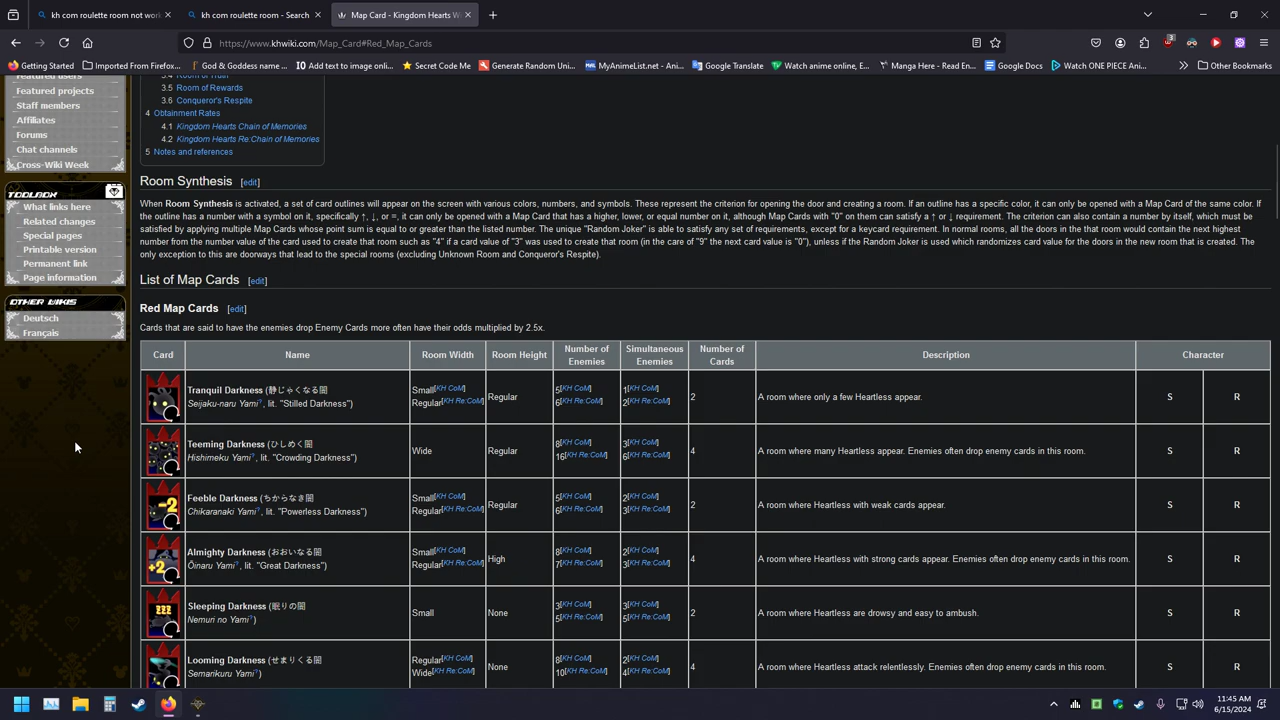 kh com roulette room not wor
kh com roulette room - Search
Map Card - Kingdom Hearts W
https://www.khwiki.com/Map_Card#Red_Map_Cards
3
Getting Started
Imported From Firefox...
God & Goddess name ...
Add text to image onl...
Secret Code Me
Generate Random Uni...
MyAnimeList.net - Ani...
Google Translate
Watch anime online, e...
Manga Here - Read En...
Google Docs
Watch ONE PIECE Ani...
Other Bookmarks
Featured users
Featured projects
Staff members
Affiliates
Forums
Chat channels
Cross-Wiki Week
TOOLBOX
What links here
Related changes
Special pages
Printable version
Permanent link
Page information
OTHER WIKIS
Deutsch
Français
3.4 Room of Truth
3.5 Room of Rewards
3.6 Conqueror's Respite
4 Obtainment Rates
4.1 Kingdom Hearts Chain of Memories
4.2 Kingdom Hearts Re:Chain of Memories
5 Notes and references
Room Synthesis [edit]
When Room Synthesis is activated, a set of card outlines will appear on the screen with various colors, numbers, and symbols. These represent the criterion for opening the door and creating a room. If an outline has a specific color, it can only be opened with a Map Card of the same color. If
the outline has a number with a symbol on it, specifically ↑, ↓, or =, it can only be opened with a Map Card that has a higher, lower, or equal number on it, although Map Cards with "0" on them can satisfy a ↑ or ↓ requirement. The criterion can also contain a number by itself, which must be
satisfied by applying multiple Map Cards whose point sum is equal to or greater than the listed number. The unique "Random Joker" is able to satisfy any set of requirements, except for a keycard requirement. In normal rooms, all the doors in the that room would contain the next highest
number from the number value of the card used to create that room such as "4" if a card value of "3" was used to create that room (in the care of "9" the next card value is "0"), unless if the Random Joker is used which randomizes card value for the doors in the new room that is created. The
only exception to this are doorways that lead to the special rooms (excluding Unknown Room and Conqueror's Respite).
List of Map Cards [edit]
Red Map Cards [edit]
Cards that are said to have the enemies drop Enemy Cards more often have their odds multiplied by 2.5x.
Card Name Room Width Room Height Number of Enemies Simultaneous Enemies Number of Cards Description Character
Tranquil Darkness (静じゃくなる闇
Seijaku-naru Yami?, lit. "Stilled Darkness")
Small[KH CoM]
Regular[KH Re:CoM]
Regular
5[KH CoM]
6[KH Re:CoM]
1[KH CoM]
2[KH Re:CoM]
2
A room where only a few Heartless appear.
S R
Teeming Darkness (ひしめく闇
Hishimeku Yami?, lit. "Crowding Darkness")
Wide
Regular
8[KH CoM]
16[KH Re:CoM]
3[KH CoM]
6[KH Re:CoM]
4
A room where many Heartless appear. Enemies often drop enemy cards in this room.
S R
-2
Feeble Darkness (ちからなき闇
Chikaranaki Yami?, lit. "Powerless Darkness")
Small[KH CoM]
Regular[KH Re:CoM]
Regular
5[KH CoM]
6[KH Re:CoM]
2[KH CoM]
3[KH Re:CoM]
2
A room where Heartless with weak cards appear.
S R
+2
Almighty Darkness (おおいなる闇
Ōinaru Yami?, lit. "Great Darkness")
Small[KH CoM]
Regular[KH Re:CoM]
High
8[KH CoM]
7[KH Re:CoM]
2[KH CoM]
3[KH Re:CoM]
4
A room where Heartless with strong cards appear. Enemies often drop enemy cards in this room.
S R
Sleeping Darkness (眠りの闇
Nemuri no Yami?)
Small
None
3[KH CoM]
5[KH Re:CoM]
3[KH CoM]
5[KH Re:CoM]
2
A room where Heartless are drowsy and easy to ambush.
S R
Looming Darkness (せまりくる闇
Semarikuru Yami?)
Regular[KH CoM]
Wide[KH Re:CoM]
None
8[KH CoM]
10[KH Re:CoM]
2[KH CoM]
4[KH Re:CoM]
4
A room where Heartless attack relentlessly. Enemies often drop enemy cards in this room.
S R
11:45 AM
6/15/2024